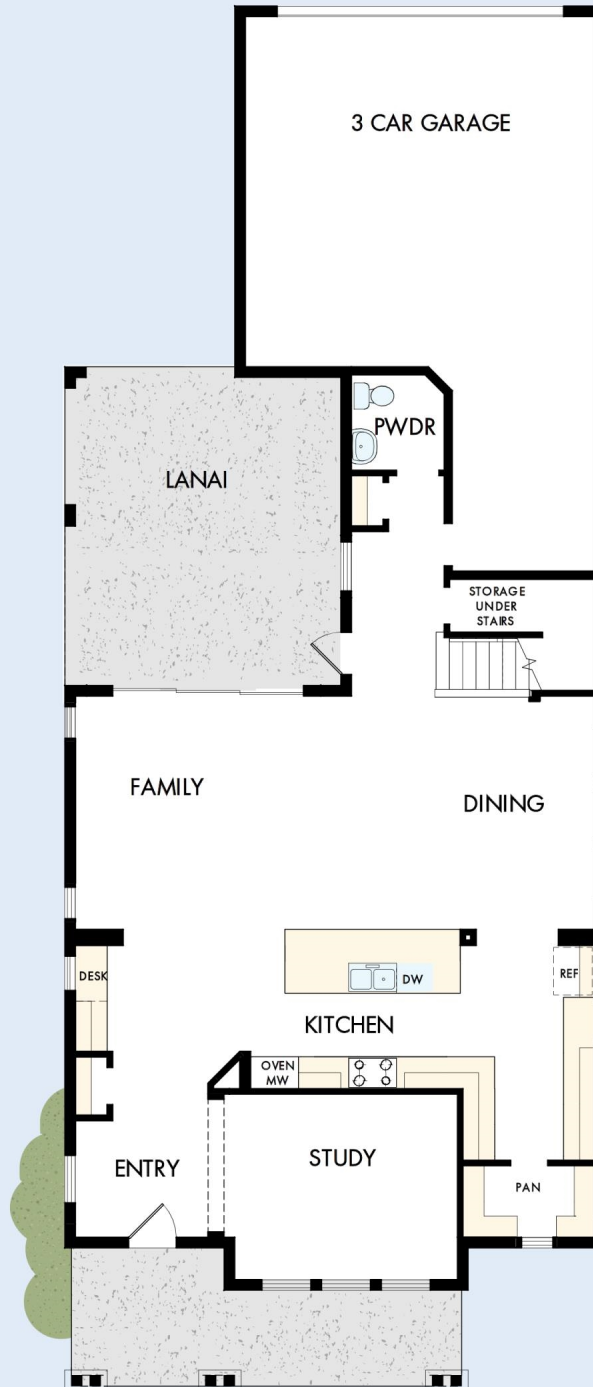 3 CAR GARAGE
PWDR
LANAI
STORAGE
UNDER
STAIRS
FAMILY
DINING
DESK
DW
REF
KITCHEN
OVEN
MW
ENTRY
STUDY
PAN